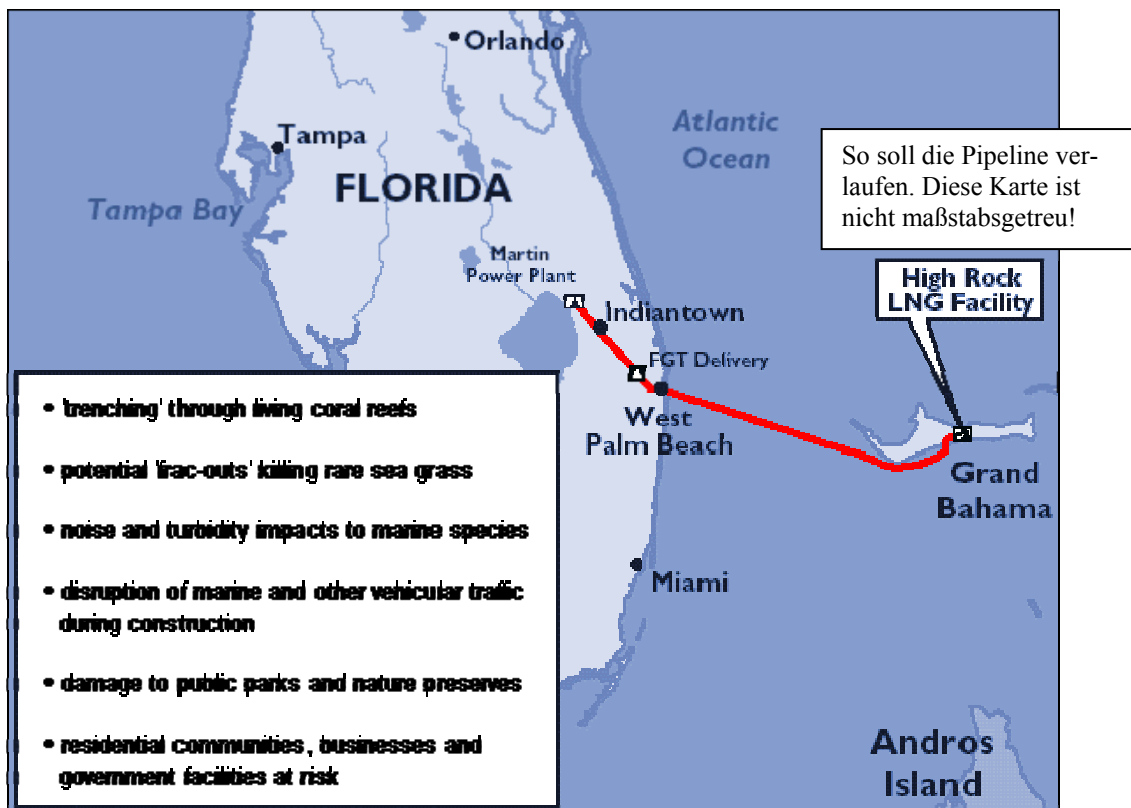 Orlando
Atlantic
Ocean
Tampa
So soll die Pipeline ver-
laufen. Diese Karte ist
nicht maßstabsgetreu!
FLORIDA
Tampa Bay
Martin
Power Plant
High Rock
LNG Facility
Indiantown
FGT Delivery
West
Palm Beach
Grand
Bahama
• 'trenching' through living coral reefs
• potential 'frac-outs' killing rare sea grass
• noise and turbidity impacts to marine species
• disruption of marine and other vehicular traffic
during construction
• damage to public parks and nature preserves
• residential communities, businesses and
government facilities at risk
Miami
Andros
Island